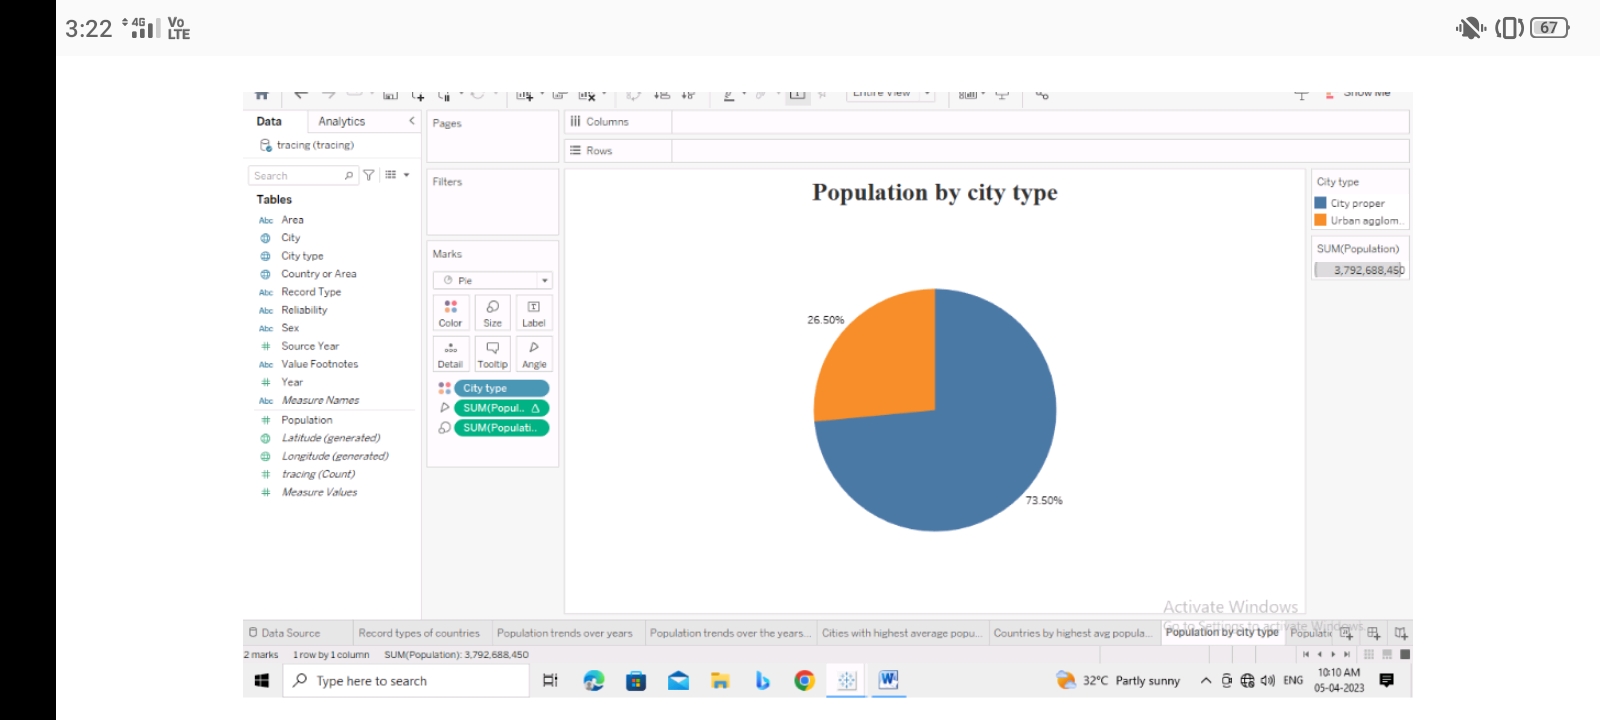 3:22 4G Vo LTE 67
Entire View Show Me
Data Analytics
Pages
Columns
tracing (tracing)
Rows
Search
Filters
Population by city type
City type
City proper
Urban agglom..
SUM(Population)
3,792,688,450
Tables
Abc Area
City
City type
Country or Area
Abc Record Type
Abc Reliability
Abc Sex
# Source Year
Abc Value Footnotes
# Year
Abc Measure Names
# Population
Latitude (generated)
Longitude (generated)
# tracing (Count)
# Measure Values
Marks
Pie
Color Size Label
Detail Tooltip Angle
City type
SUM(Popul..
SUM(Populati..
26.50%
73.50%
Activate Windows
Go to Settings to activate Windows.
Data Source Record types of countries Population trends over years Population trends over the years... Cities with highest average popu... Countries by highest avg popula... Population by city type
2 marks 1 row by 1 column SUM(Population): 3,792,688,450
Type here to search
32°C Partly sunny ENG
10:10 AM
05-04-2023